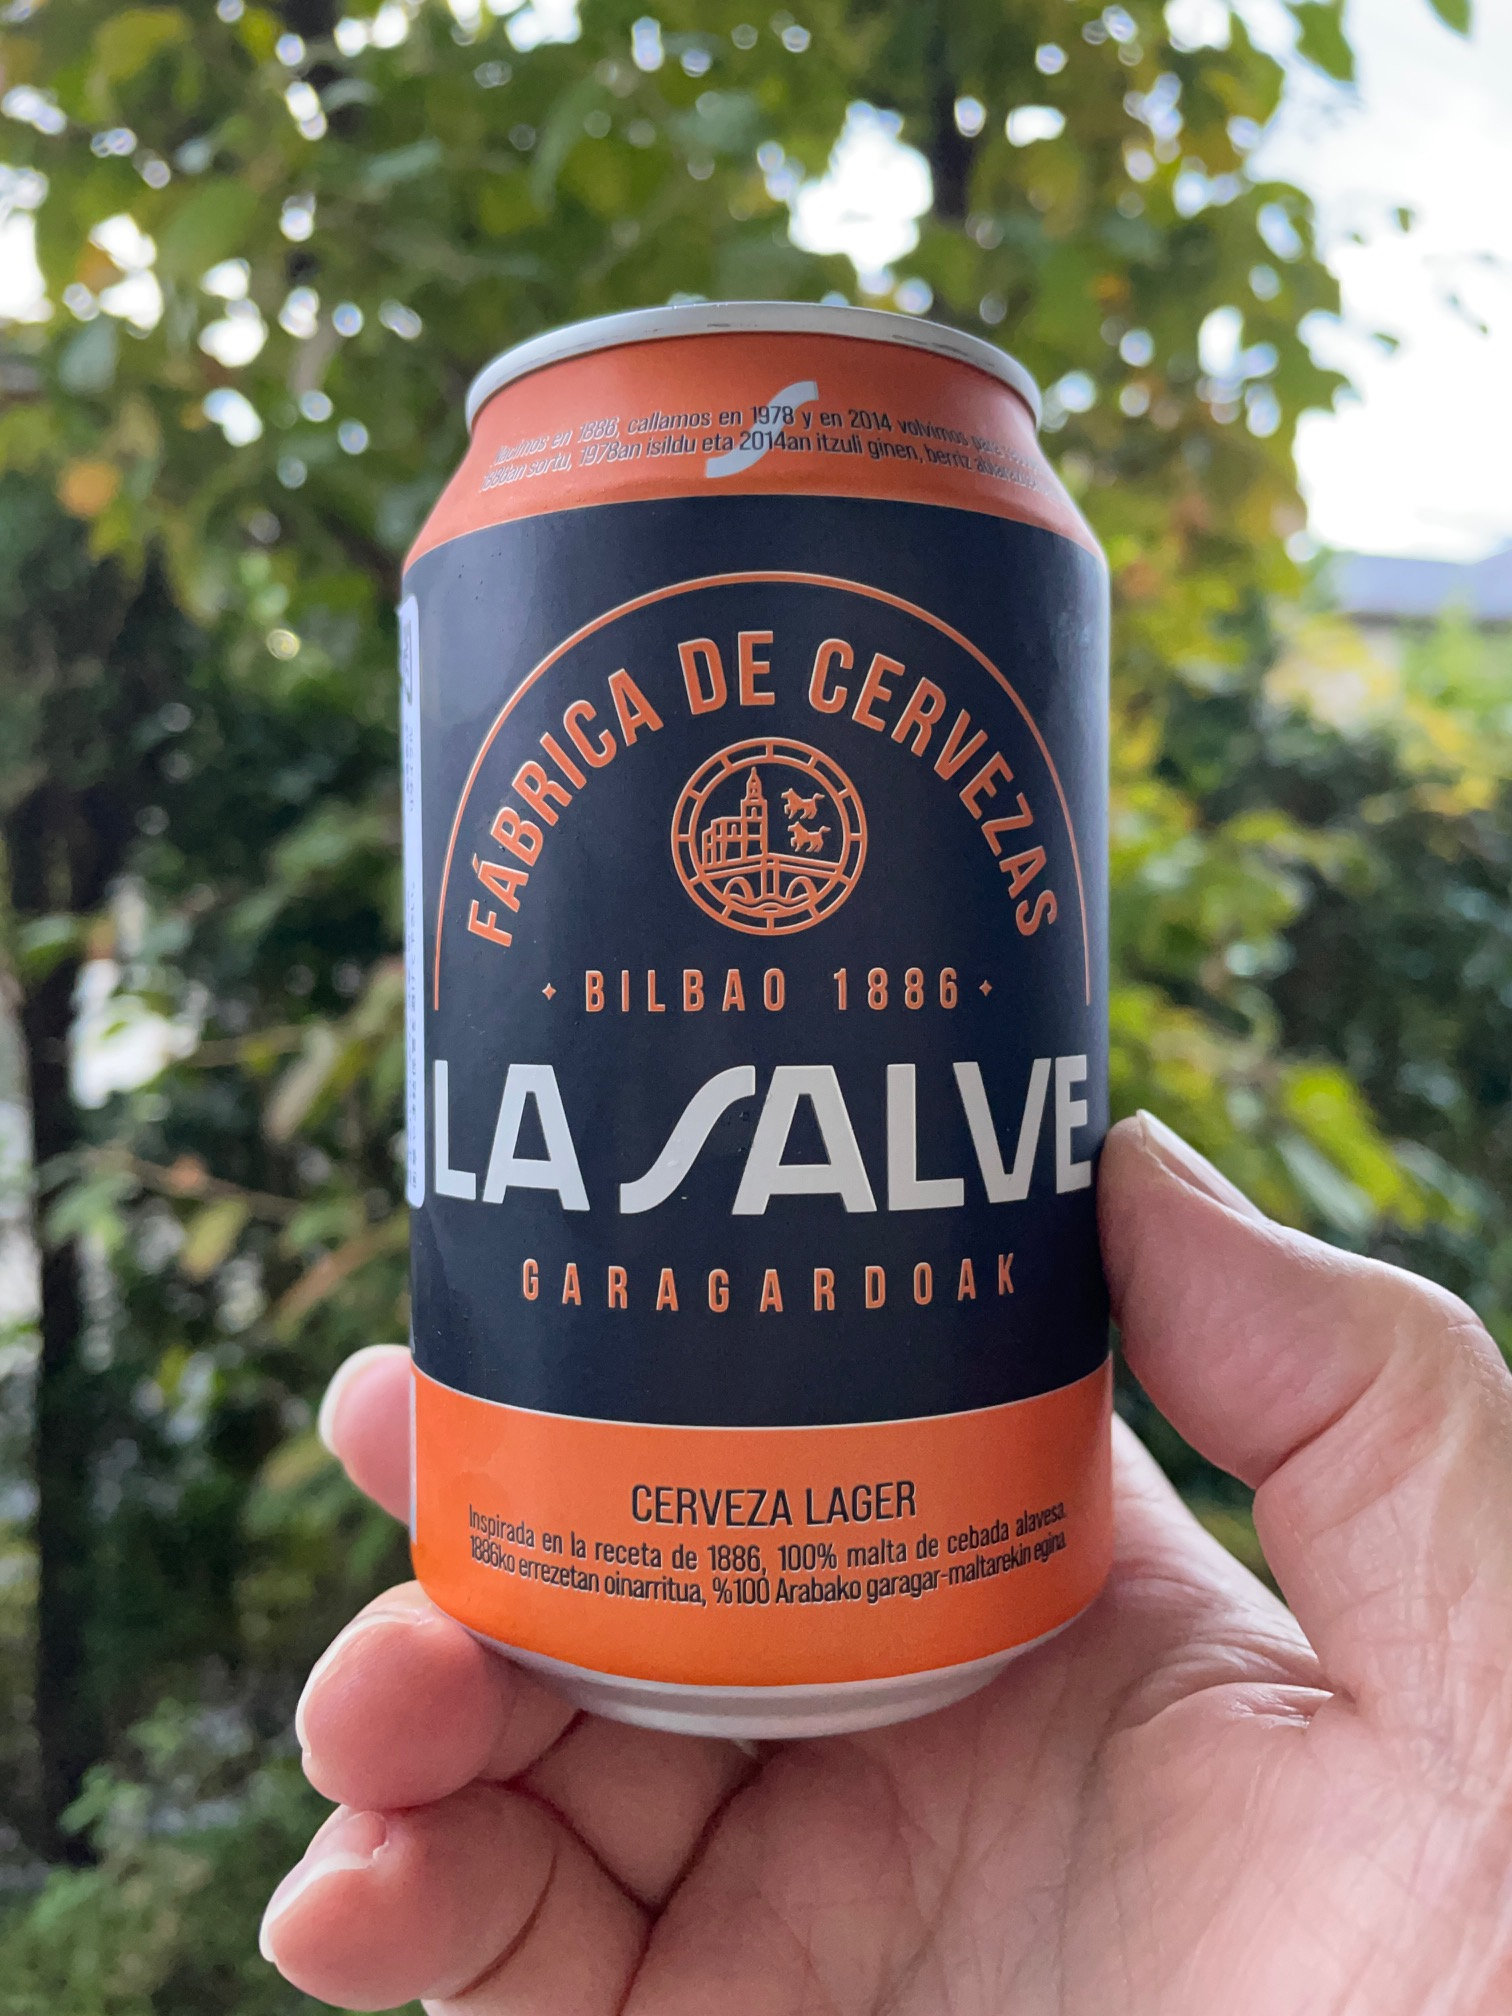 Nacimos en 1886, callamos en 1978 y en 2014 volvimos para
1886an sortu, 1978an isildu eta 2014an itzuli ginen, berriz
FÁBRICA DE CERVEZAS
BILBAO 1886
LA SALVE
GARAGARDOAK
CERVEZA LAGER
Inspirada en la receta de 1886, 100% malta de cebada alavesa.
1886ko errezetan oinarritua, %100 Arabako garagar-maltarekin egina.